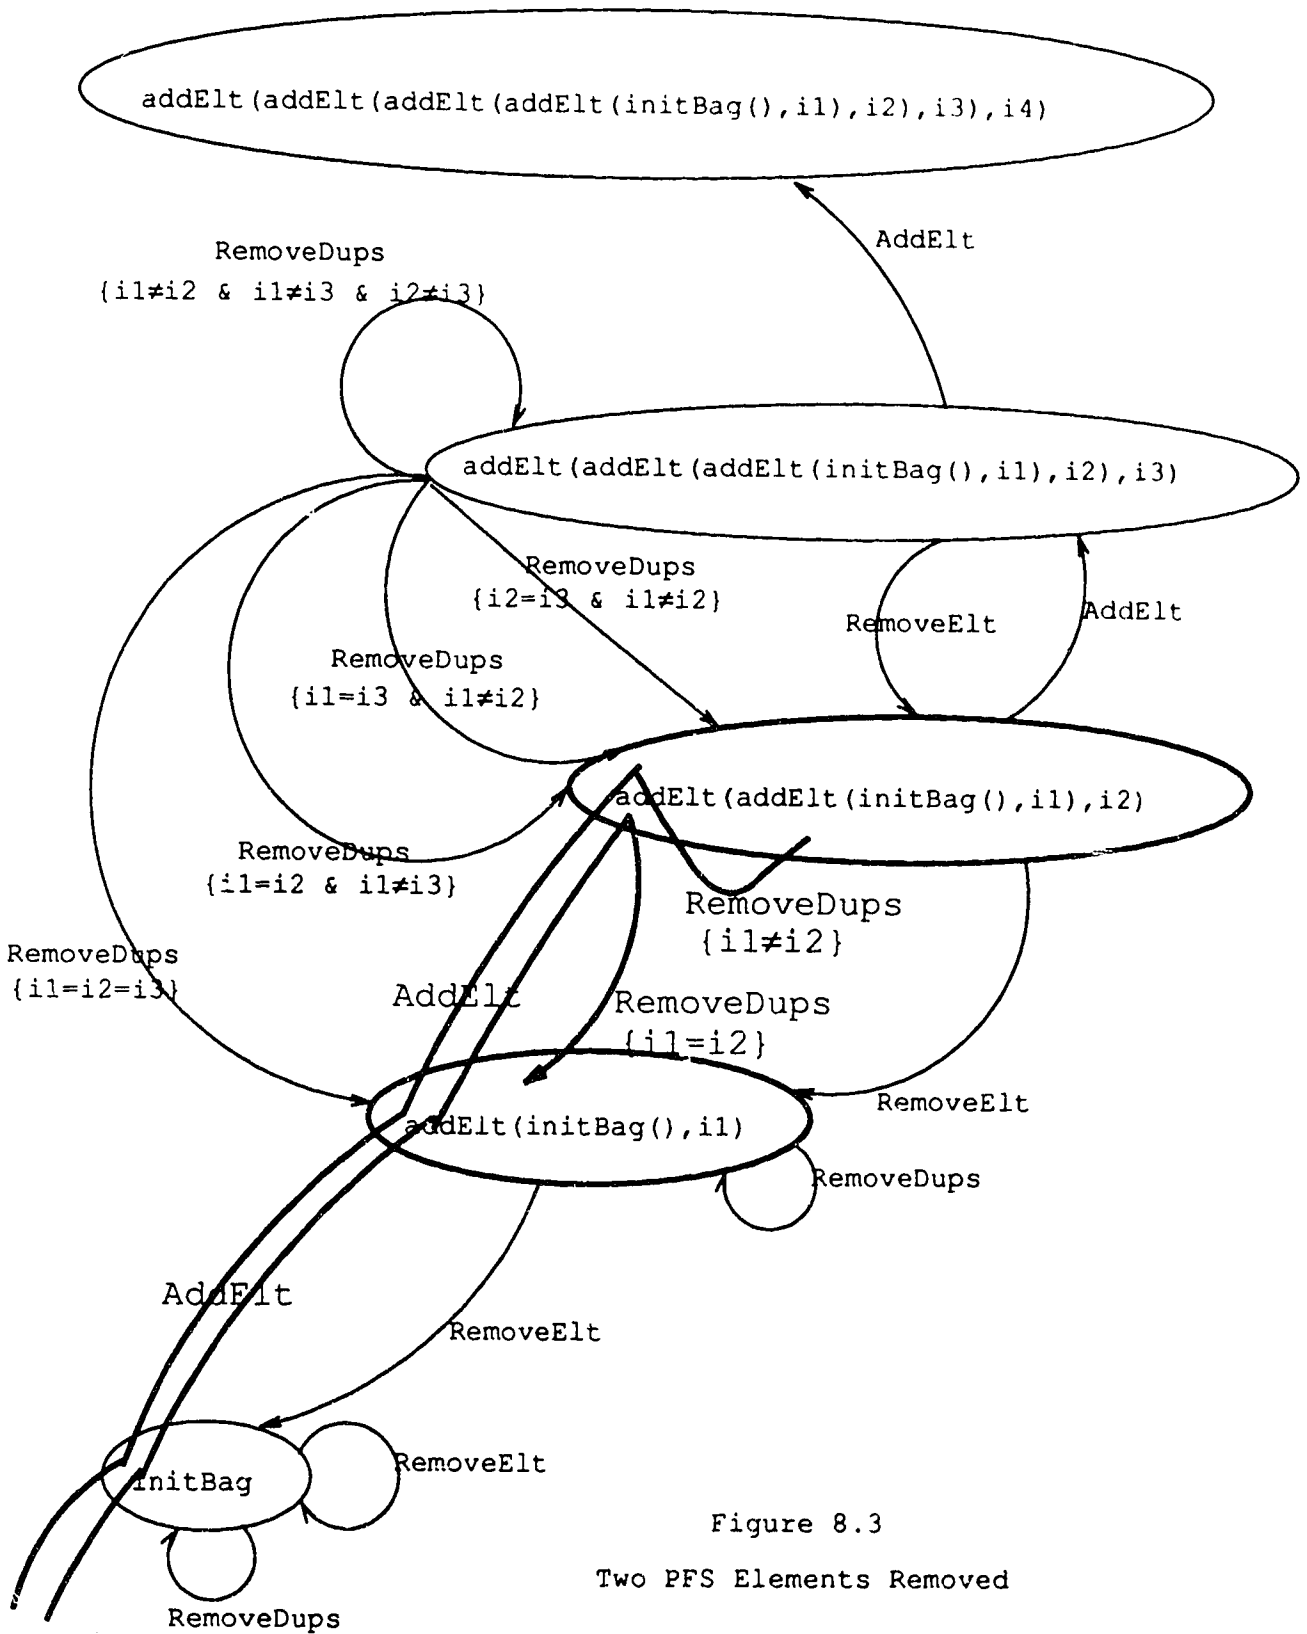 addElt(addElt(addElt(addElt(initBag(),i1),i2),i3),i4)
AddElt
RemoveDups
{i1≠i2 & i1≠i3 & i2≠i3}
addElt(addElt(addElt(initBag(),i1),i2),i3)
RemoveDups
{i2=i3 & i1≠i2}
RemoveElt
AddElt
RemoveDups
{i1=i3 & i1≠i2}
addElt(addElt(initBag(),i1),i2)
RemoveDups
{i1=i2 & i1≠i3}
RemoveDups
{i1≠i2}
RemoveDups
{i1=i2=i3}
AddElt
RemoveDups
{i1=i2}
RemoveElt
addElt(initBag(),i1)
RemoveDups
AddElt
RemoveElt
RemoveElt
initBag
RemoveDups
Figure 8.3
Two PFS Elements Removed